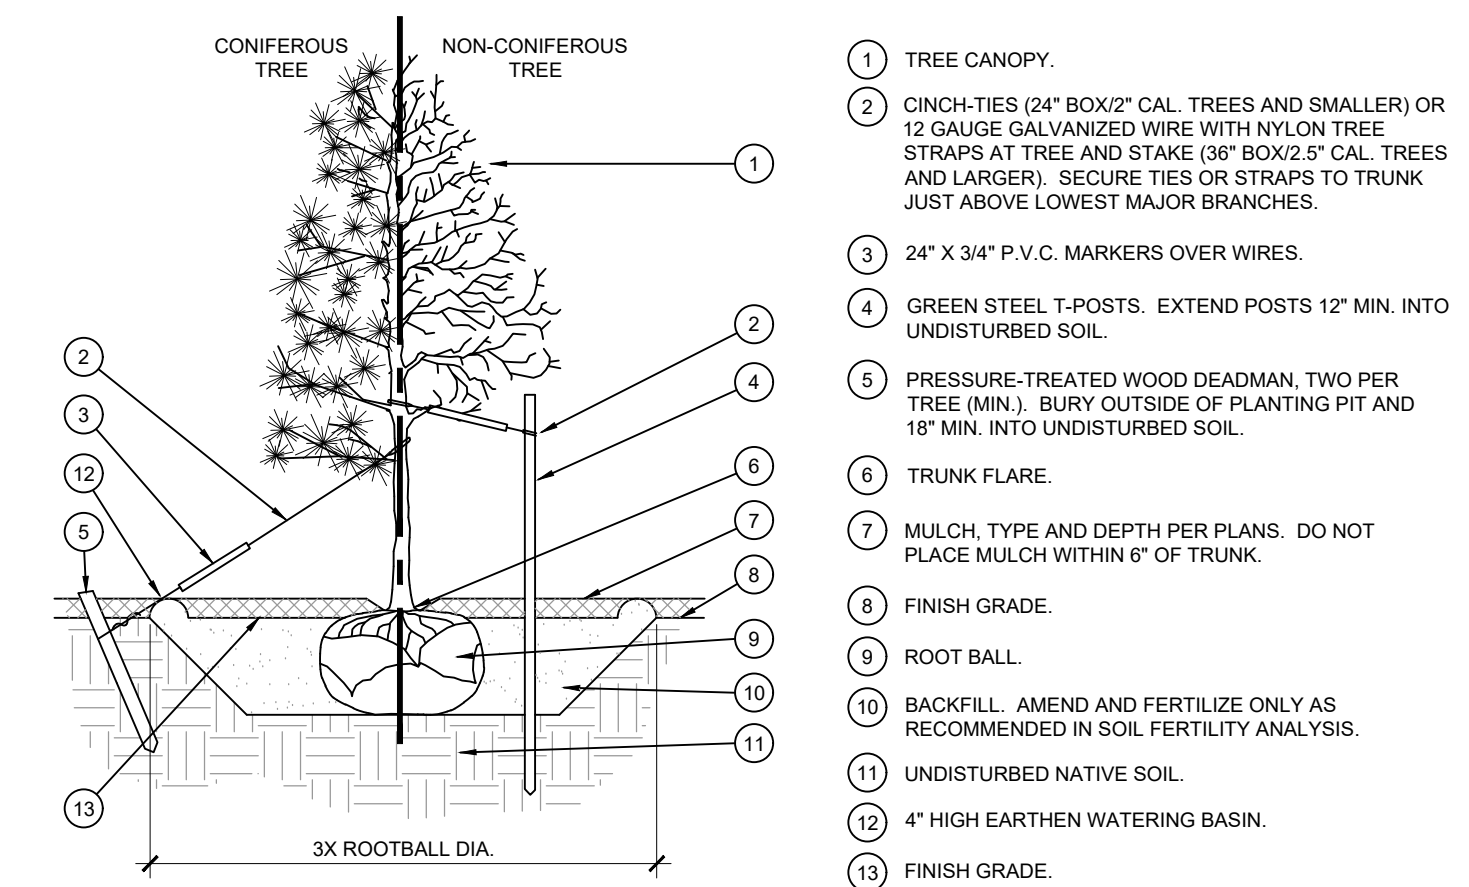 CONIFEROUS
TREE
NON-CONIFEROUS
TREE
1
2
4
6
7
8
9
10
11
2
3
12
5
13
3X ROOTBALL DIA.
1 TREE CANOPY.
2 CINCH-TIES (24" BOX/2" CAL. TREES AND SMALLER) OR
12 GAUGE GALVANIZED WIRE WITH NYLON TREE
STRAPS AT TREE AND STAKE (36" BOX/2.5" CAL. TREES
AND LARGER). SECURE TIES OR STRAPS TO TRUNK
JUST ABOVE LOWEST MAJOR BRANCHES.
3 24" X 3/4" P.V.C. MARKERS OVER WIRES.
4 GREEN STEEL T-POSTS. EXTEND POSTS 12" MIN. INTO
UNDISTURBED SOIL.
5 PRESSURE-TREATED WOOD DEADMAN, TWO PER
TREE (MIN.). BURY OUTSIDE OF PLANTING PIT AND
18" MIN. INTO UNDISTURBED SOIL.
6 TRUNK FLARE.
7 MULCH, TYPE AND DEPTH PER PLANS. DO NOT
PLACE MULCH WITHIN 6" OF TRUNK.
8 FINISH GRADE.
9 ROOT BALL.
10 BACKFILL. AMEND AND FERTILIZE ONLY AS
RECOMMENDED IN SOIL FERTILITY ANALYSIS.
11 UNDISTURBED NATIVE SOIL.
12 4" HIGH EARTHEN WATERING BASIN.
13 FINISH GRADE.